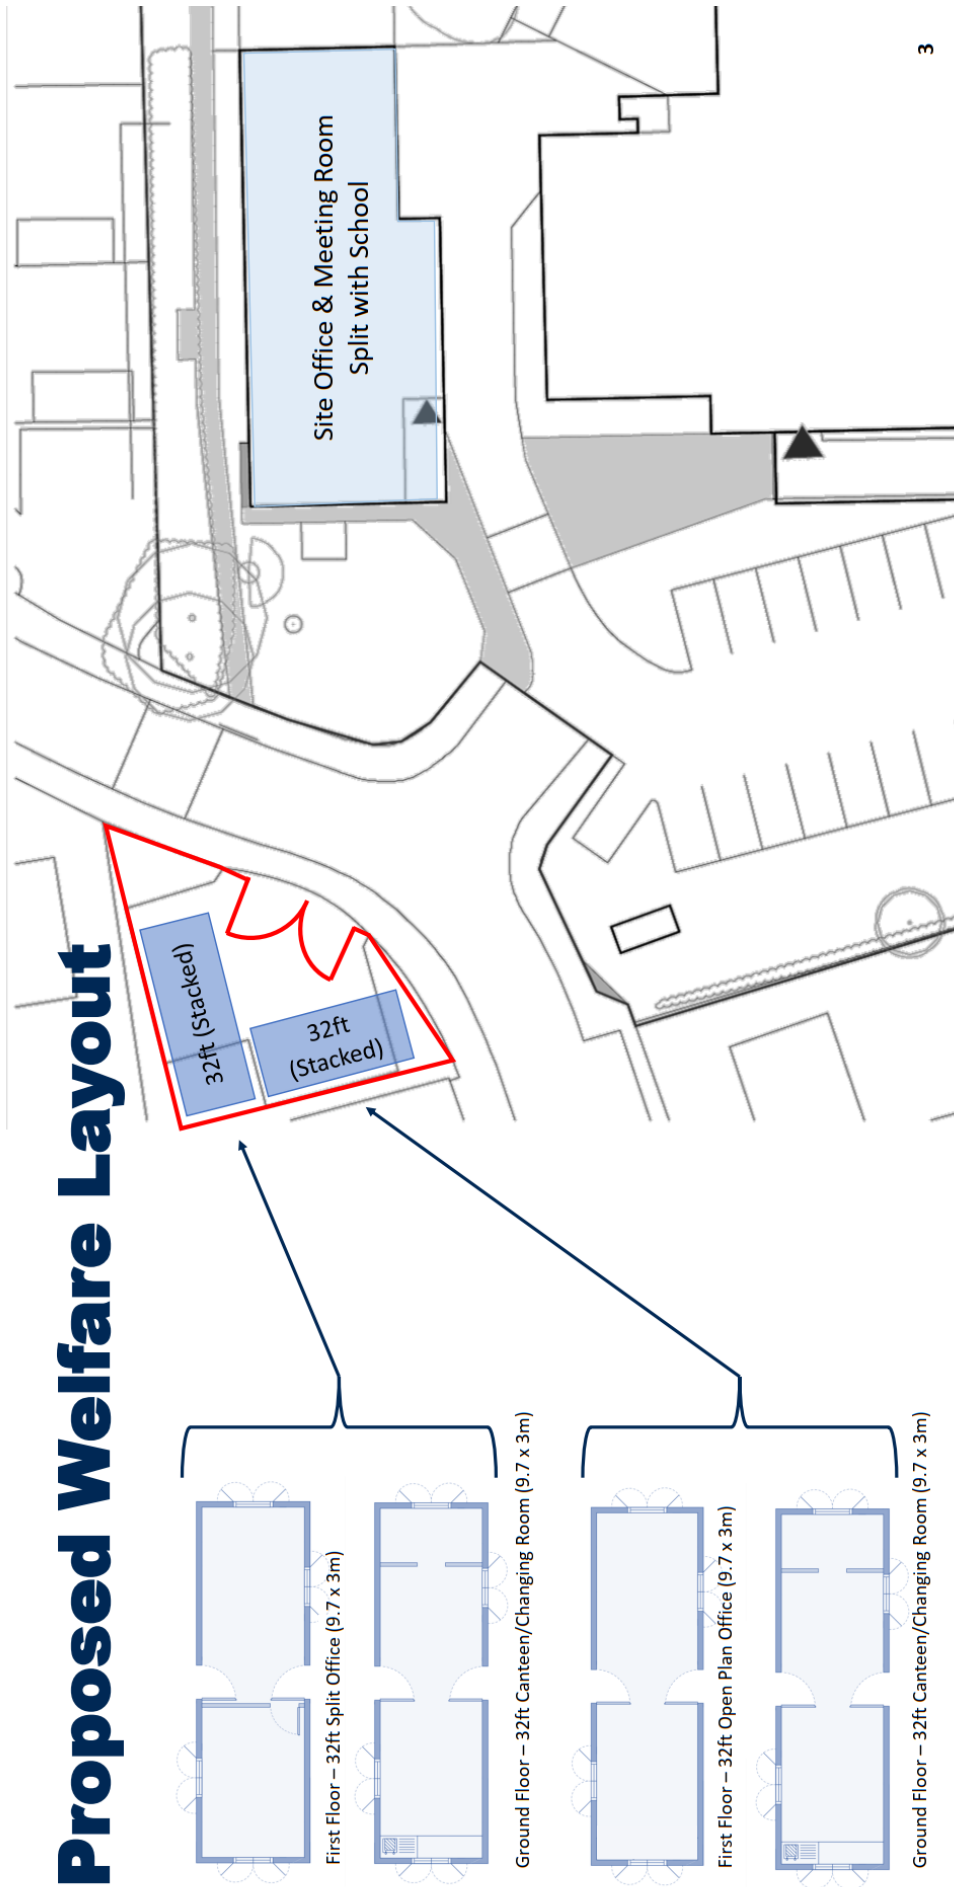 Proposed Welfare Layout
First Floor – 32ft Split Office (9.7 x 3m)
Ground Floor – 32ft Canteen/Changing Room (9.7 x 3m)
First Floor – 32ft Open Plan Office (9.7 x 3m)
Ground Floor – 32ft Canteen/Changing Room (9.7 x 3m)
32ft (Stacked)
32ft
(Stacked)
Site Office & Meeting Room
Split with School
3